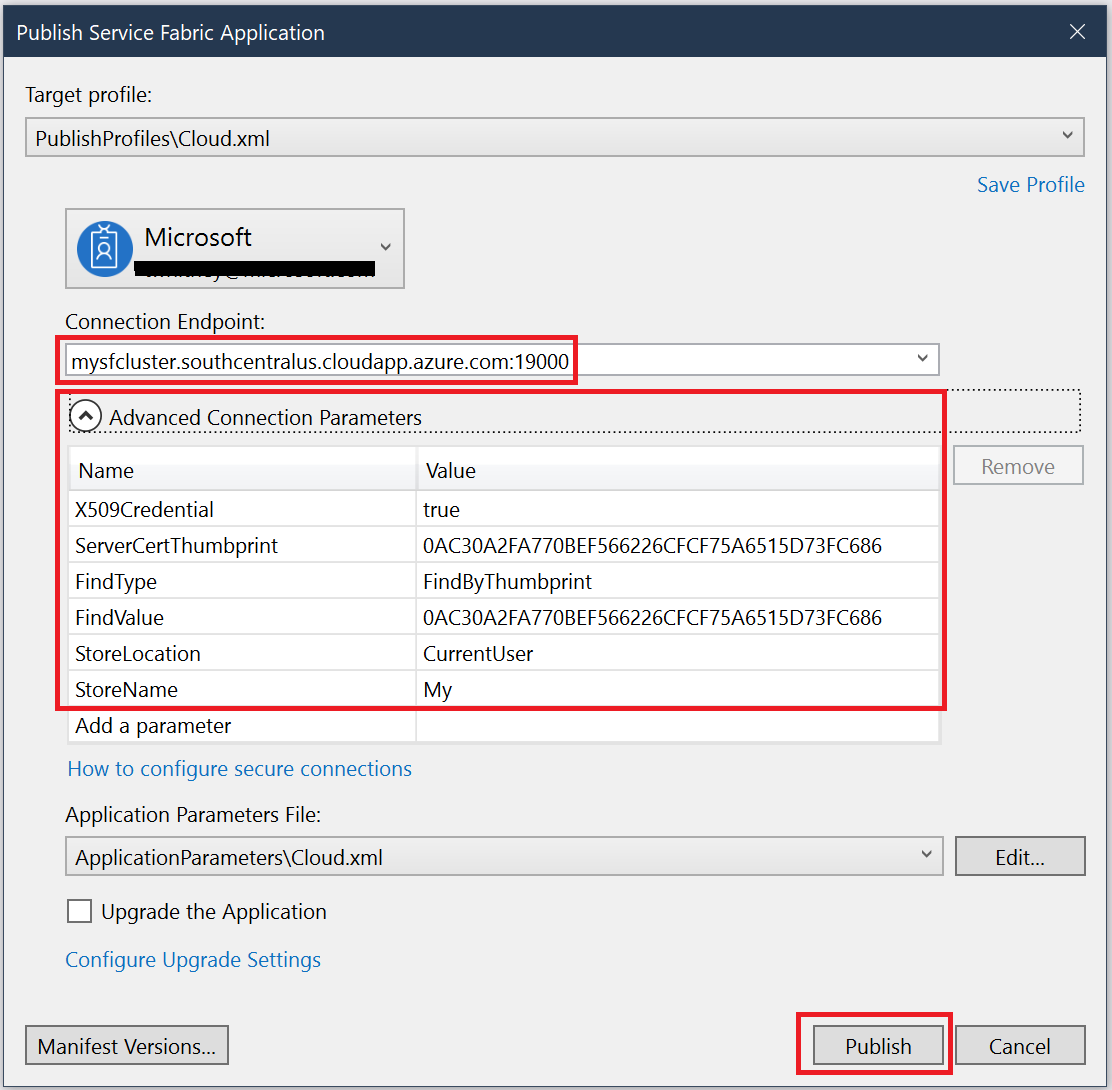 Publish Service Fabric Application
Target profile:
PublishProfiles\Cloud.xml
Save Profile
Microsoft
Connection Endpoint:
mysfcluster.southcentralus.cloudapp.azure.com:19000
Advanced Connection Parameters
Name Value
Remove
X509Credential true
ServerCertThumbprint 0AC30A2FA770BEF566226CFCF75A6515D73FC686
FindType FindByThumbprint
FindValue 0AC30A2FA770BEF566226CFCF75A6515D73FC686
StoreLocation CurrentUser
StoreName My
Add a parameter
How to configure secure connections
Application Parameters File:
ApplicationParameters\Cloud.xml
Edit...
Upgrade the Application
Configure Upgrade Settings
Manifest Versions... Publish Cancel